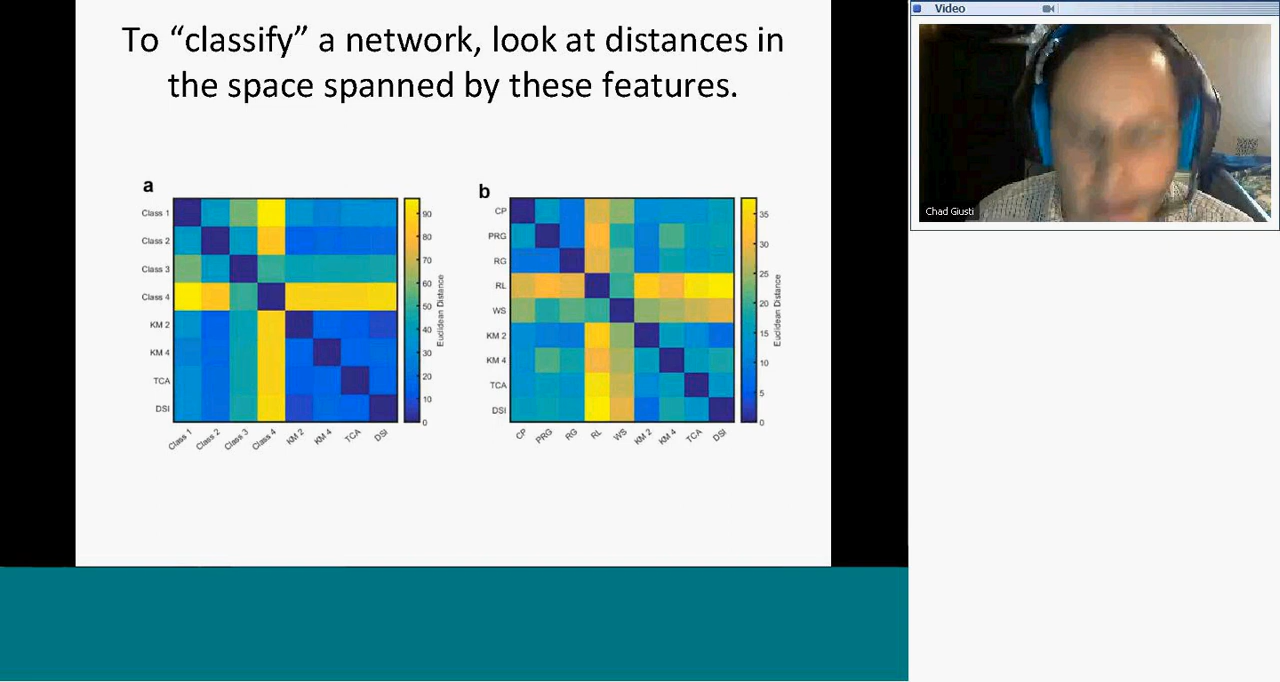 To “classify” a network, look at distances in
the space spanned by these features.
a
Class 1
Class 2
Class 3
Class 4
KM 2
KM 4
TCA
DSI
Class 1
Class 2
Class 3
Class 4
KM 2
KM 4
TCA
DSI
90
80
70
60
50
40
30
20
10
0
Euclidean Distance
b
CP
PRG
RG
RL
WS
KM 2
KM 4
TCA
DSI
CP
PRG
RG
RL
WS
KM 2
KM 4
TCA
DSI
35
30
25
20
15
10
5
0
Euclidean Distance
Video
Chad Giusti